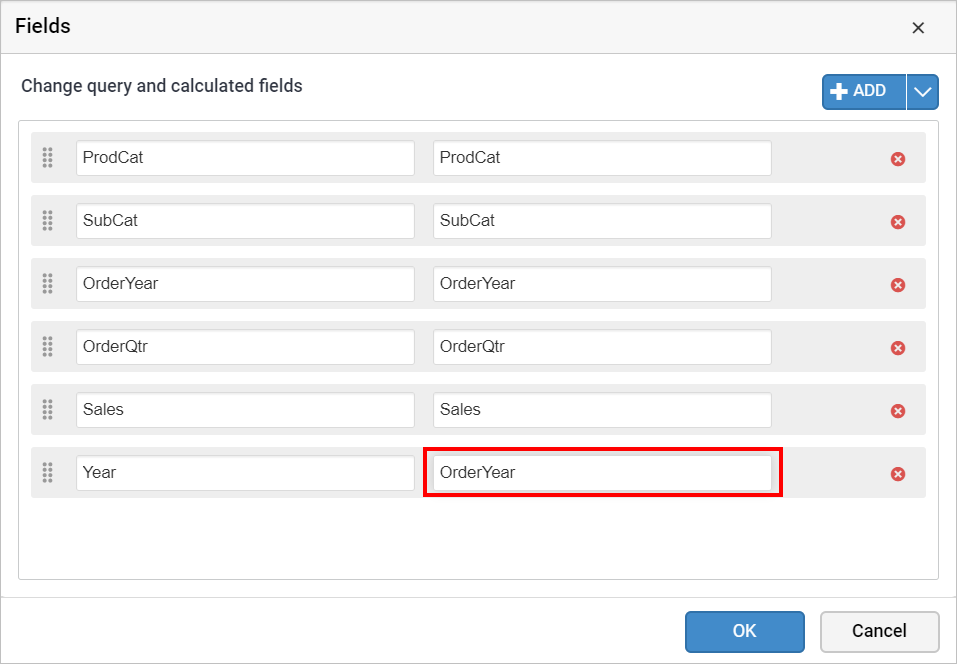 Fields
Change query and calculated fields
ADD
ProdCat ProdCat
SubCat SubCat
OrderYear OrderYear
OrderQtr OrderQtr
Sales Sales
Year OrderYear
OK Cancel